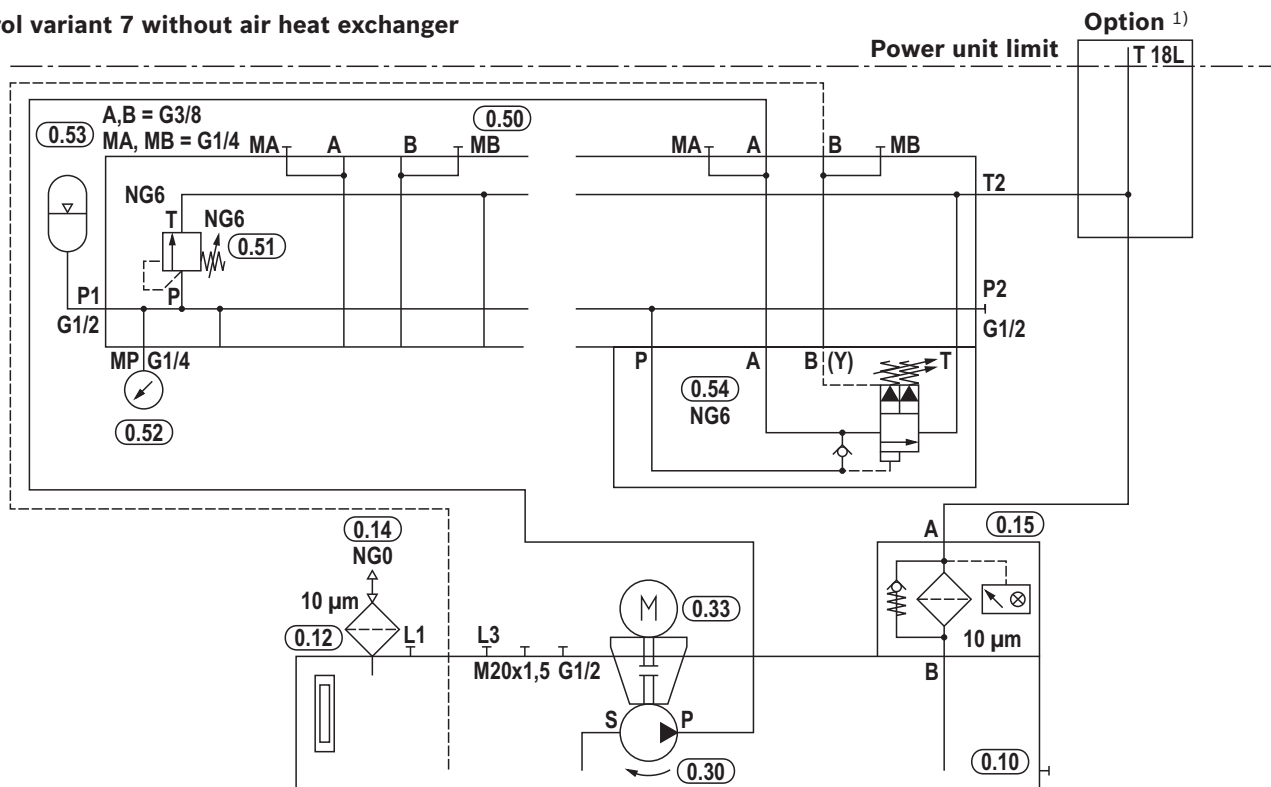 rol variant 7 without air heat exchanger
Option 1)
Power unit limit
T 18L
A,B = G3/8
MA, MB = G1/4
0.53
0.50
MA A B MB
MA A B MB
NG6
T
NG6
0.51
T2
P1
P
P2
G1/2
G1/2
MP G1/4
0.52
P A B (Y) T
0.54
NG6
0.14
NG0
A
0.15
10 µm
0.12
L1
L3
M
0.33
M20x1,5 G1/2
10 µm
B
S P
0.30
0.10